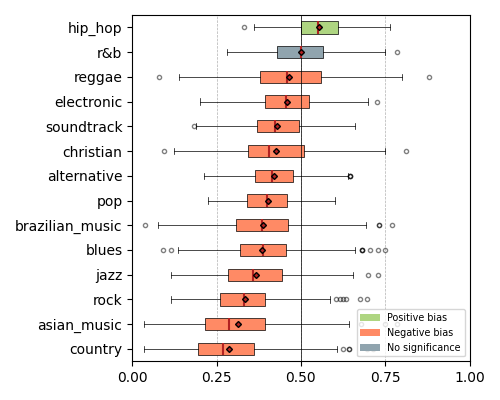 hip_hop
r&b
reggae
electronic
soundtrack
christian
alternative
pop
brazilian_music
blues
jazz
rock
asian_music
country
Positive bias
Negative bias
No significance
0.00 0.25 0.50 0.75 1.00